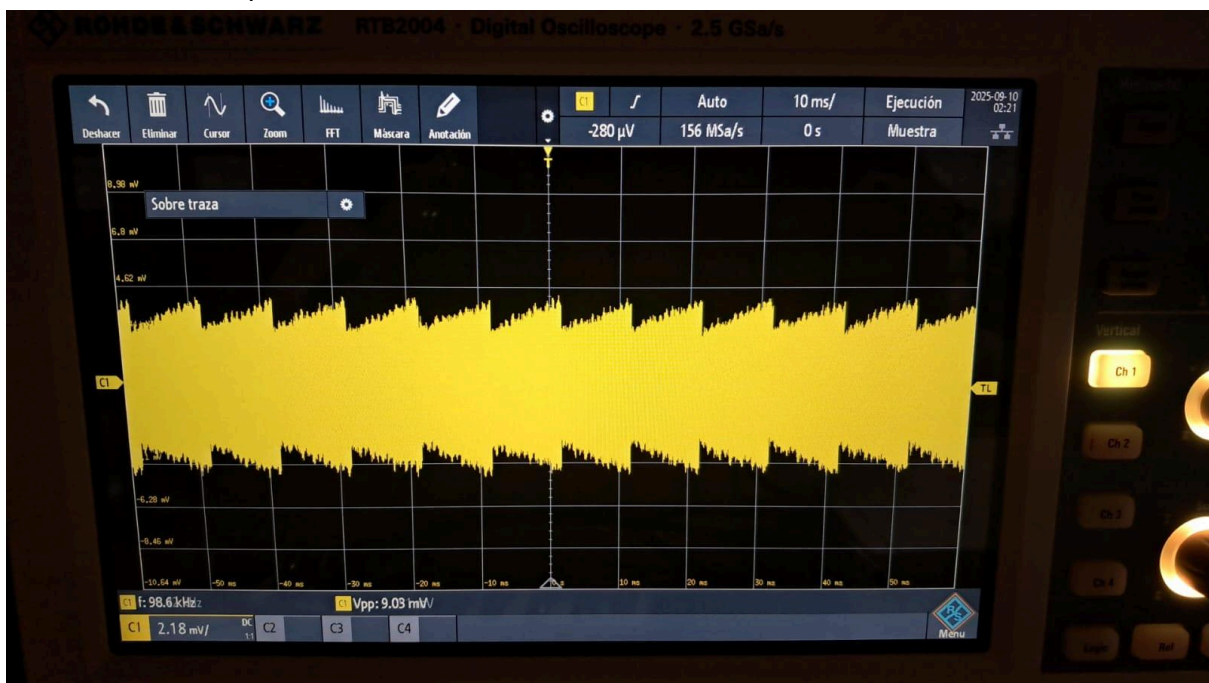 ROHDE & SCHWARZ RTB2004 · Digital Oscilloscope · 2.5 GSa/s
Deshacer Eliminar Cursor Zoom FFT Máscara Anotación
C1 Auto 10 ms/ Ejecución 2025-09-10
02:21
-280 µV 156 MSa/s 0 s Muestra
T
8.98 mV
Sobre traza
6.8 mV
4.62 mV
Vertical
Ch 1
C1
TL
Ch 2
-6.28 mV
Ch 3
-8.46 mV
-10.64 mV -50 ms -40 ms -30 ms -20 ms -10 ms 10 ms 20 ms 30 ms 40 ms 50 ms
Ch 4
C1 f: 98.6 kHz C1 Vpp: 9.03 mV
C1 2.18 mV/ DC 1:1 C2 C3 C4
R&S
Menu
Logic Ref